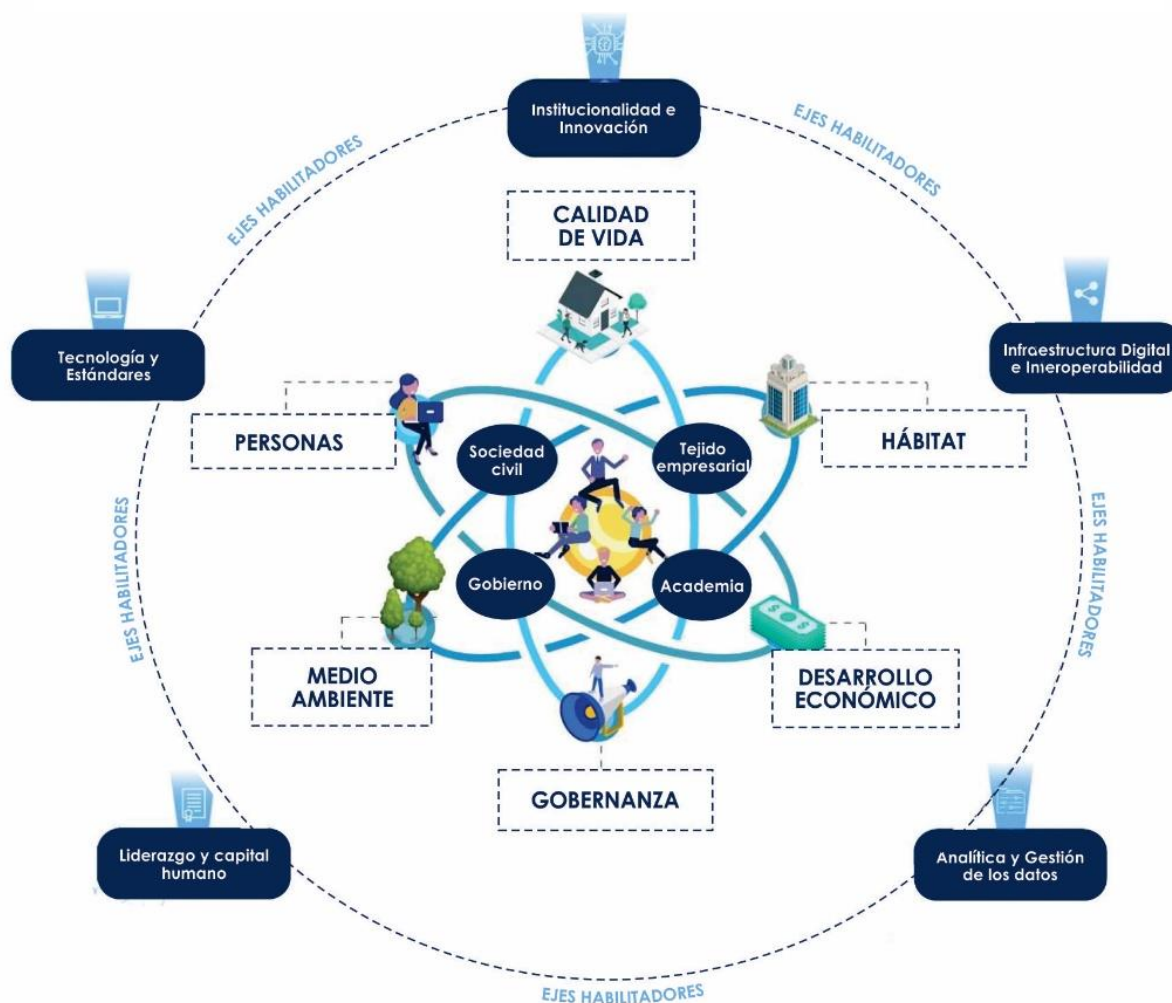 Institucionalidad e
Innovación
EJES HABILITADORES
EJES HABILITADORES
CALIDAD
DE VIDA
Tecnología y
Estándares
Infraestructura Digital
e Interoperabilidad
PERSONAS
HÁBITAT
Sociedad
civil
Tejido
empresarial
EJES HABILITADORES
EJES HABILITADORES
Gobierno
Academia
MEDIO
AMBIENTE
DESARROLLO
ECONÓMICO
GOBERNANZA
Liderazgo y capital
humano
Analítica y Gestión
de los datos
EJES HABILITADORES